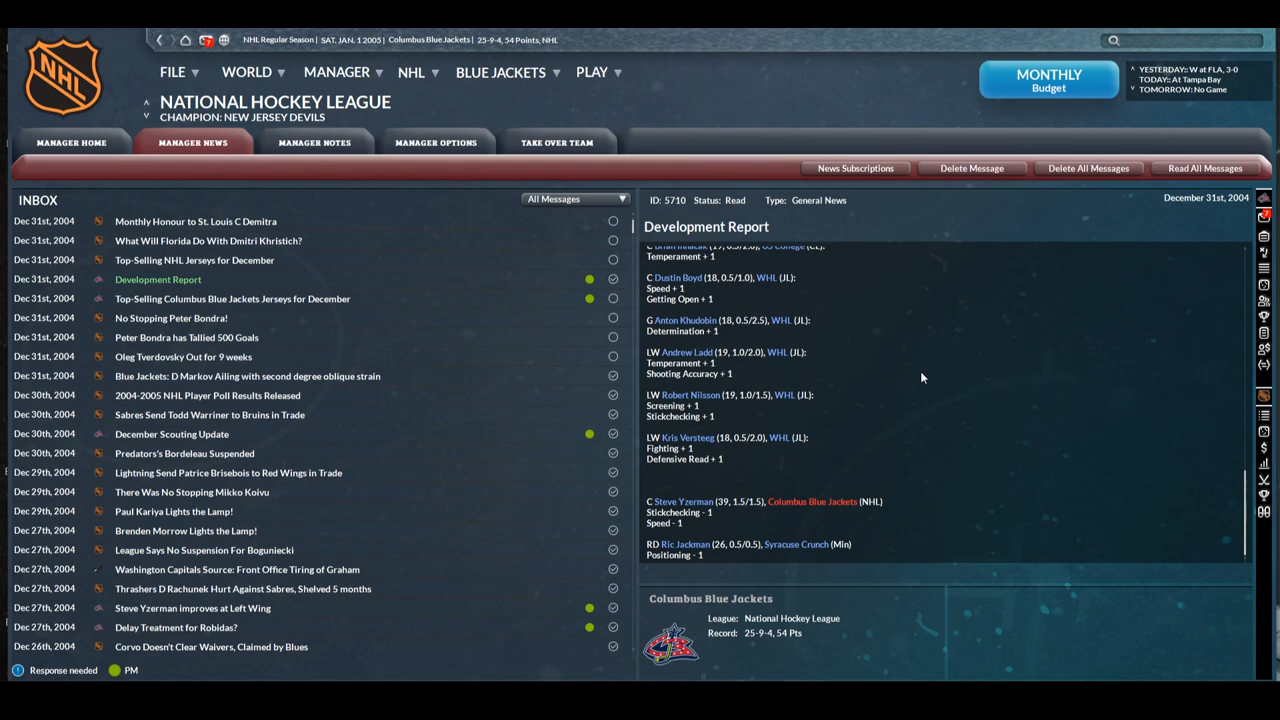 NHL Regular Season | SAT. JAN. 1 2005 | Columbus Blue Jackets | 25-9-4, 54 Points, NHL
NHL
7
FILE
WORLD
MANAGER
NHL
BLUE JACKETS
PLAY
MONTHLY
Budget
YESTERDAY:: W at FLA, 3-0
TODAY:: At Tampa Bay
TOMORROW: No Game
NATIONAL HOCKEY LEAGUE
CHAMPION: NEW JERSEY DEVILS
MANAGER HOME
MANAGER NEWS
MANAGER NOTES
MANAGER OPTIONS
TAKE OVER TEAM
News Subscriptions
Delete Message
Delete All Messages
Read All Messages
INBOX
All Messages
Dec 31st, 2004 Monthly Honour to St. Louis C Demitra
Dec 31st, 2004 What Will Florida Do With Dmitri Khristich?
Dec 31st, 2004 Top-Selling NHL Jerseys for December
Dec 31st, 2004 Development Report
Dec 31st, 2004 Top-Selling Columbus Blue Jackets Jerseys for December
Dec 31st, 2004 No Stopping Peter Bondra!
Dec 31st, 2004 Peter Bondra has Tallied 500 Goals
Dec 31st, 2004 Oleg Tverdovsky Out for 9 weeks
Dec 31st, 2004 Blue Jackets: D Markov Ailing with second degree oblique strain
Dec 30th, 2004 2004-2005 NHL Player Poll Results Released
Dec 30th, 2004 Sabres Send Todd Warriner to Bruins in Trade
Dec 30th, 2004 December Scouting Update
Dec 30th, 2004 Predators's Bordeleau Suspended
Dec 29th, 2004 Lightning Send Patrice Brisebois to Red Wings in Trade
Dec 29th, 2004 There Was No Stopping Mikko Koivu
Dec 29th, 2004 Paul Kariya Lights the Lamp!
Dec 27th, 2004 Brenden Morrow Lights the Lamp!
Dec 27th, 2004 League Says No Suspension For Boguniecki
Dec 27th, 2004 Washington Capitals Source: Front Office Tiring of Graham
Dec 27th, 2004 Thrashers D Rachunek Hurt Against Sabres, Shelved 5 months
Dec 27th, 2004 Steve Yzerman improves at Left Wing
Dec 27th, 2004 Delay Treatment for Robidas?
Dec 26th, 2004 Corvo Doesn't Clear Waivers, Claimed by Blues
Response needed
PM
ID: 5710 Status: Read Type: General News
December 31st, 2004
Development Report
Temperament + 1
C Dustin Boyd (18, 0.5/1.0), WHL (JL):
Speed + 1
Getting Open + 1
G Anton Khudobin (18, 0.5/2.5), WHL (JL):
Determination + 1
LW Andrew Ladd (19, 1.0/2.0), WHL (JL):
Temperament + 1
Shooting Accuracy + 1
LW Robert Nilsson (19, 1.0/1.5), WHL (JL):
Screening + 1
Stickchecking + 1
LW Kris Versteeg (18, 0.5/2.0), WHL (JL):
Fighting + 1
Defensive Read + 1
C Steve Yzerman (39, 1.5/1.5), Columbus Blue Jackets (NHL)
Stickchecking - 1
Speed - 1
RD Ric Jackman (26, 0.5/0.5), Syracuse Crunch (Min)
Positioning - 1
Columbus Blue Jackets
League: National Hockey League
Record: 25-9-4, 54 Pts
7